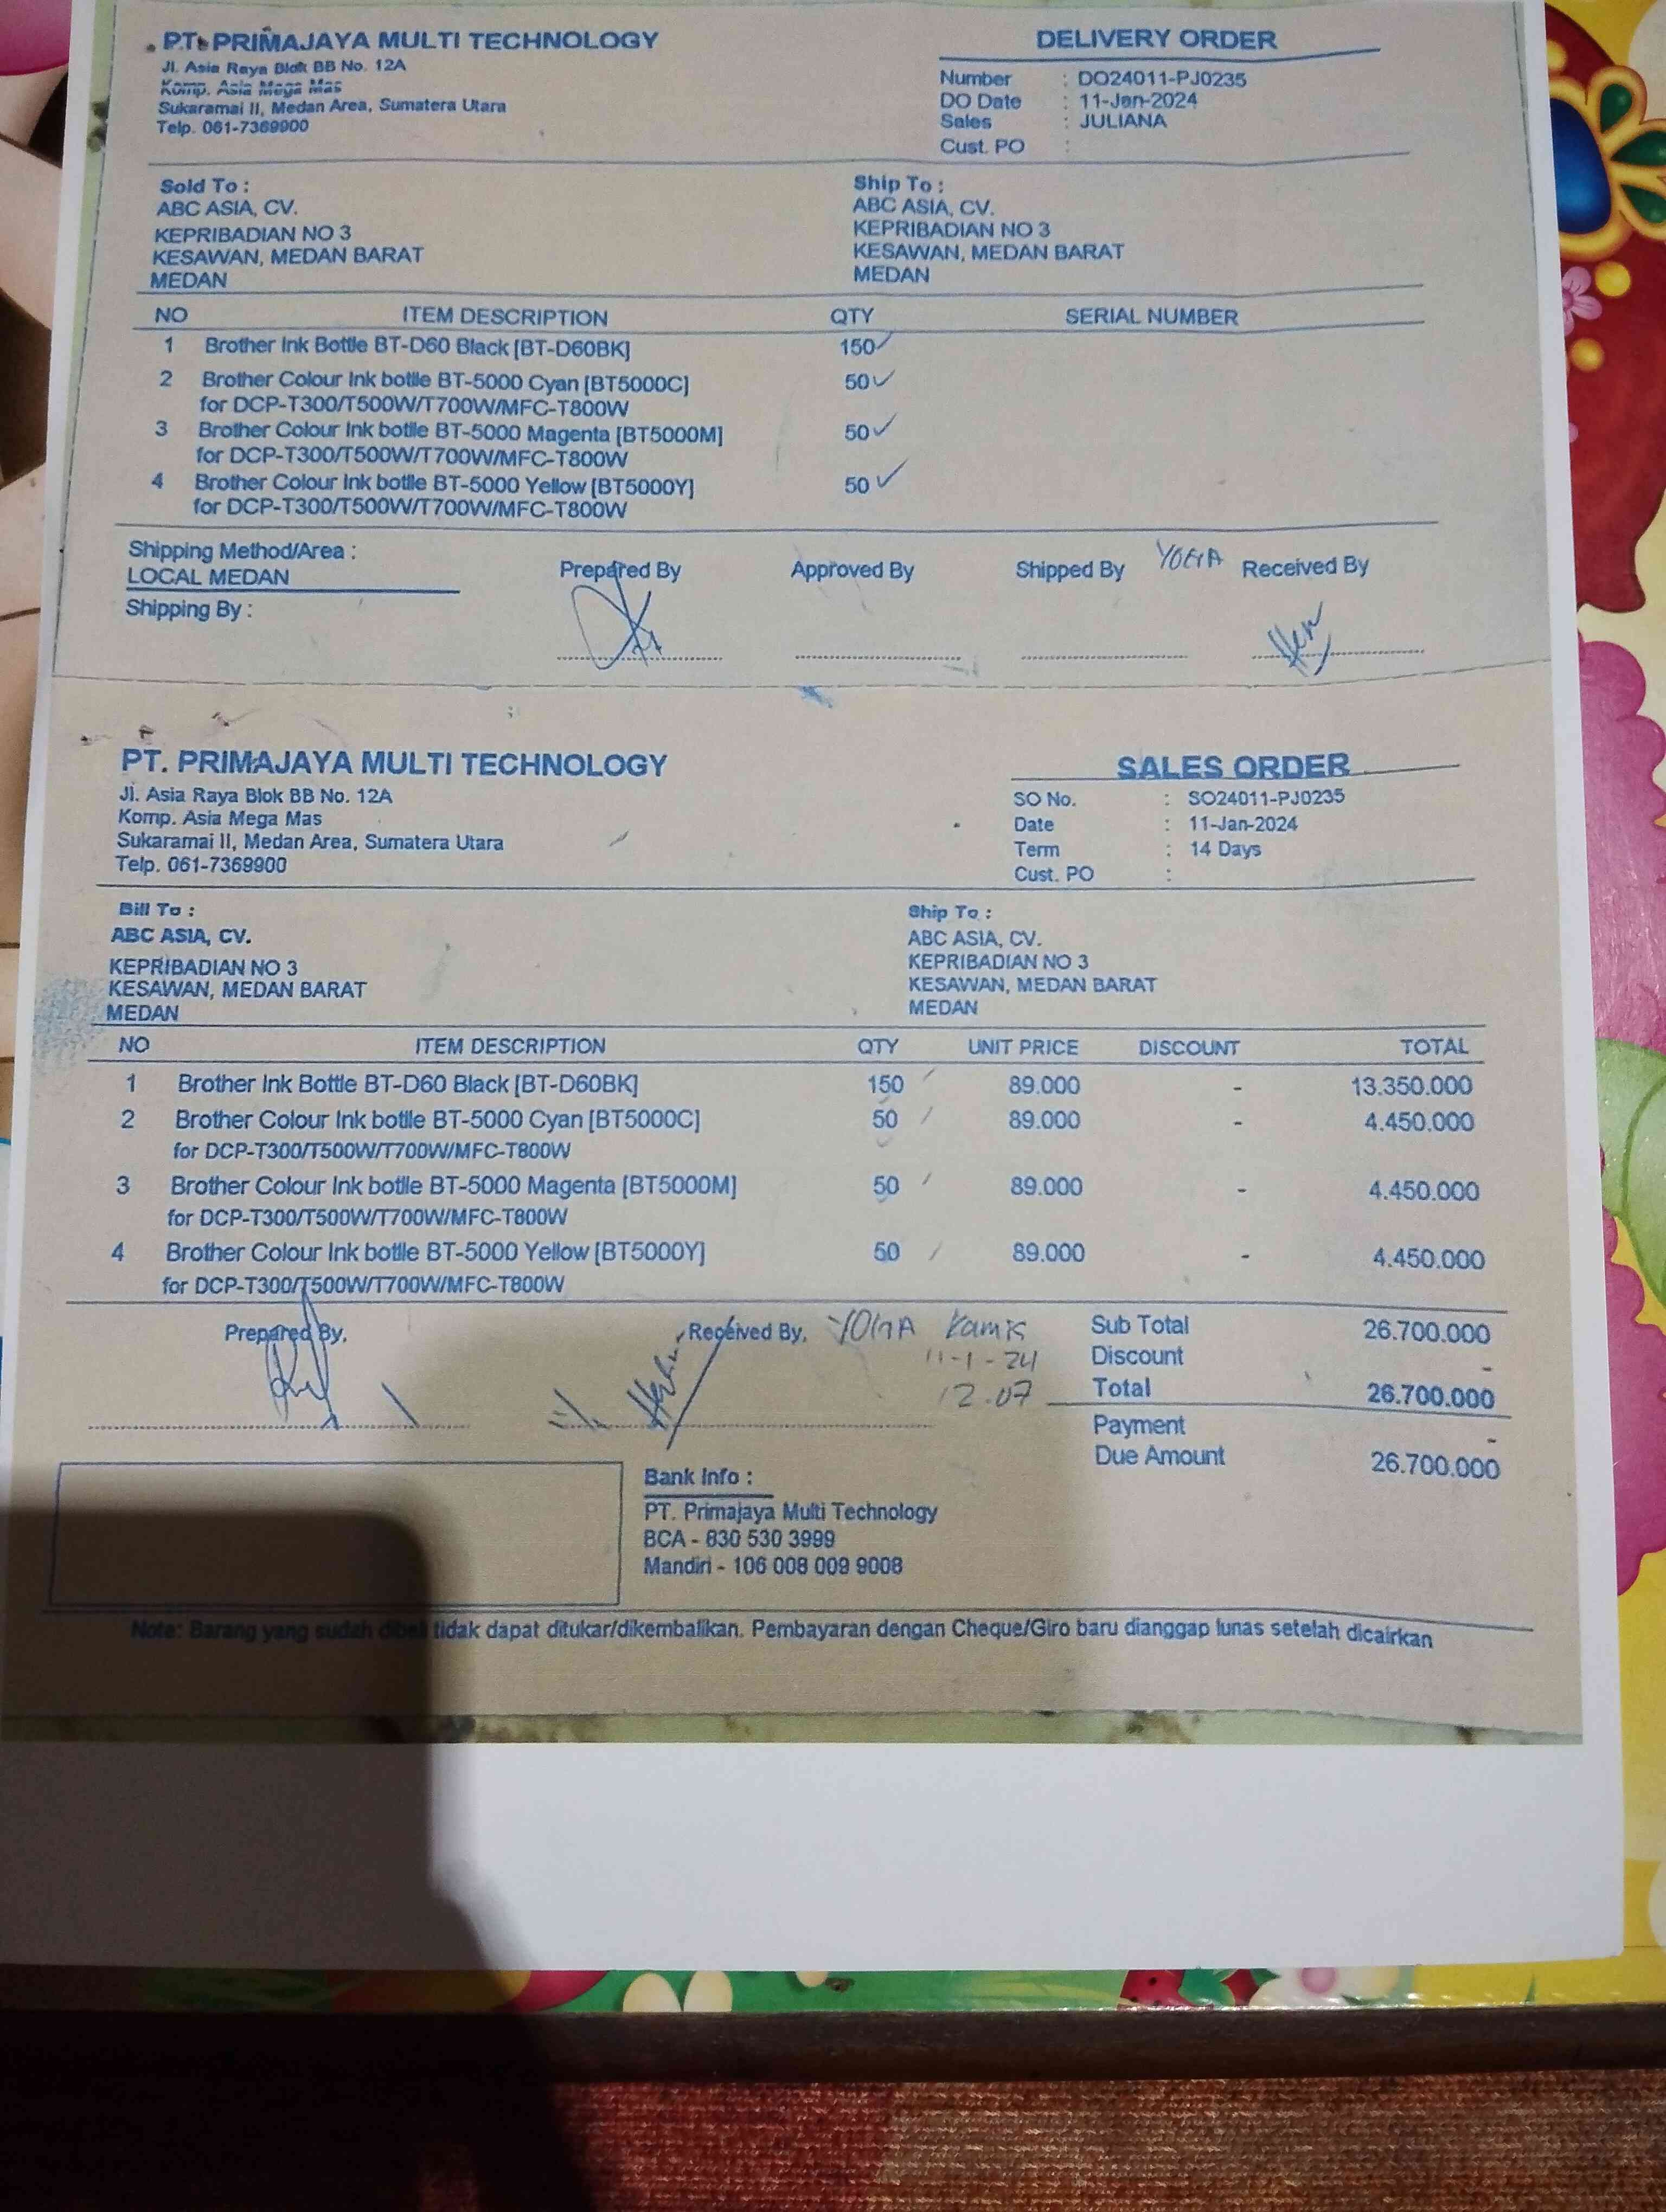 PT. PRIMAJAYA MULTI TECHNOLOGY
Jl. Asia Raya Blok BB No. 12A
Komp. Asia Mega Mas
Sukaramai II, Medan Area, Sumatera Utara
Telp. 061-7369900
DELIVERY ORDER
Number : DO24011-PJ0235
DO Date : 11-Jan-2024
Sales : JULIANA
Cust. PO :
Sold To :
ABC ASIA, CV.
KEPRIBADIAN NO 3
KESAWAN, MEDAN BARAT
MEDAN
Ship To :
ABC ASIA, CV.
KEPRIBADIAN NO 3
KESAWAN, MEDAN BARAT
MEDAN
NO ITEM DESCRIPTION QTY SERIAL NUMBER
1 Brother Ink Bottle BT-D60 Black [BT-D60BK] 150
2 Brother Colour Ink botlle BT-5000 Cyan [BT5000C] 50
for DCP-T300/T500W/T700W/MFC-T800W
3 Brother Colour Ink botlle BT-5000 Magenta [BT5000M] 50
for DCP-T300/T500W/T700W/MFC-T800W
4 Brother Colour Ink botlle BT-5000 Yellow [BT5000Y] 50
for DCP-T300/T500W/T700W/MFC-T800W
Shipping Method/Area :
LOCAL MEDAN
Shipping By :
Prepared By Approved By Shipped By YOGA Received By
PT. PRIMAJAYA MULTI TECHNOLOGY
Jl. Asia Raya Blok BB No. 12A
Komp. Asia Mega Mas
Sukaramai II, Medan Area, Sumatera Utara
Telp. 061-7369900
SALES ORDER
SO No. : SO24011-PJ0235
Date : 11-Jan-2024
Term : 14 Days
Cust. PO :
Bill To :
ABC ASIA, CV.
KEPRIBADIAN NO 3
KESAWAN, MEDAN BARAT
MEDAN
Ship To :
ABC ASIA, CV.
KEPRIBADIAN NO 3
KESAWAN, MEDAN BARAT
MEDAN
NO ITEM DESCRIPTION QTY UNIT PRICE DISCOUNT TOTAL
1 Brother Ink Bottle BT-D60 Black [BT-D60BK] 150 89.000 - 13.350.000
2 Brother Colour Ink botlle BT-5000 Cyan [BT5000C] 50 89.000 - 4.450.000
for DCP-T300/T500W/T700W/MFC-T800W
3 Brother Colour Ink botlle BT-5000 Magenta [BT5000M] 50 89.000 - 4.450.000
for DCP-T300/T500W/T700W/MFC-T800W
4 Brother Colour Ink botlle BT-5000 Yellow [BT5000Y] 50 89.000 - 4.450.000
for DCP-T300/T500W/T700W/MFC-T800W
Prepared By, Received By, YOGA Kamis
11-1-24
12.07
Sub Total 26.700.000
Discount -
Total 26.700.000
Payment -
Due Amount 26.700.000
Bank Info :
PT. Primajaya Multi Technology
BCA - 830 530 3999
Mandiri - 106 008 009 9008
Note: Barang yang sudah dibeli tidak dapat ditukar/dikembalikan. Pembayaran dengan Cheque/Giro baru dianggap lunas setelah dicairkan